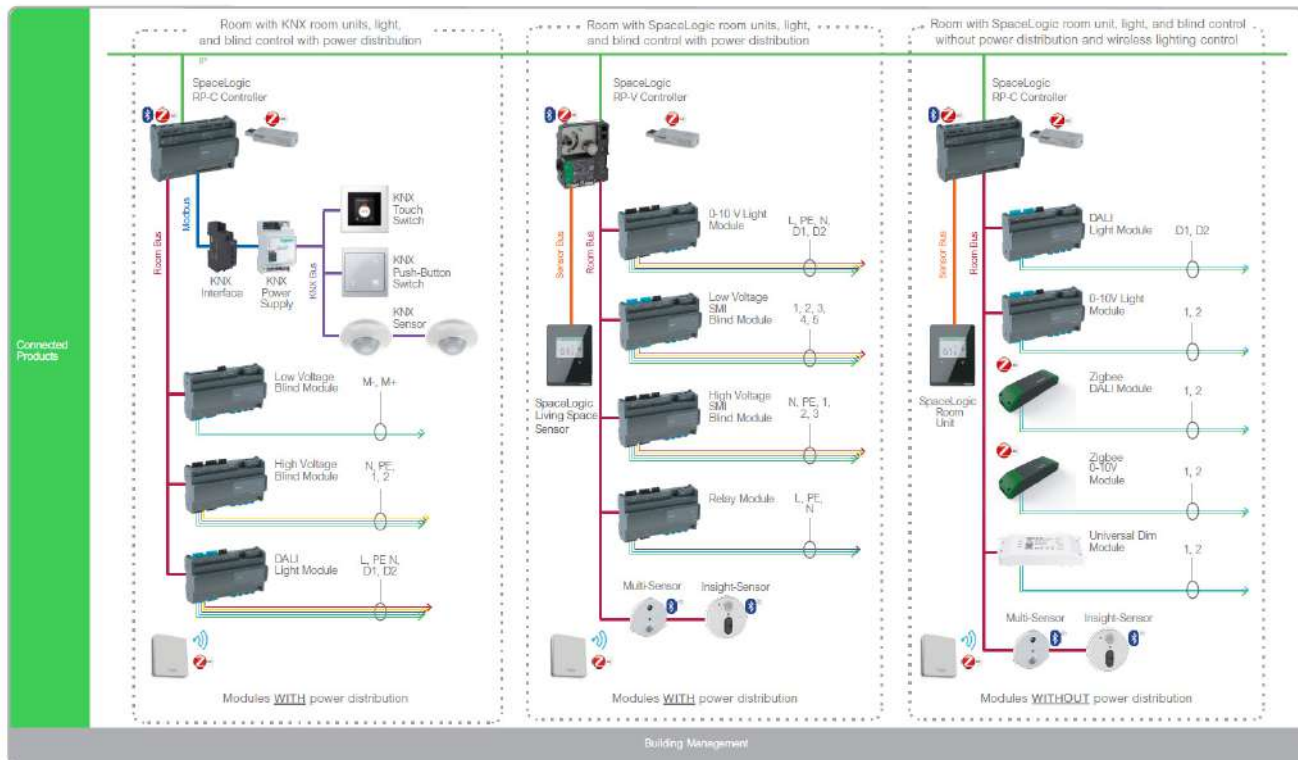 Connected
Products
Room with KNX room units, light,
and blind control with power distribution
IP
SpaceLogic
RP-C Controller
Room Bus
Modbus
KNX
Interface
KNX
Power
Supply
KNX Bus
KNX
Touch
Switch
KNX
Push-Button
Switch
KNX
Sensor
Low Voltage
Blind Module
M-, M+
High Voltage
Blind Module
N, PE,
1, 2
DALI
Light Module
L, PE N,
D1, D2
Modules WITH power distribution
Room with SpaceLogic room units, light,
and blind control with power distribution
SpaceLogic
RP-V Controller
Sensor Bus
Room Bus
0-10 V Light
Module
L, PE, N,
D1, D2
Low Voltage
SMI
Blind Module
1, 2, 3,
4, 5
SpaceLogic
Living Space
Sensor
High Voltage
SMI
Blind Module
N, PE, 1,
2, 3
Relay Module
L, PE,
N
Multi-Sensor
Insight-Sensor
Modules WITH power distribution
Room with SpaceLogic room unit, light, and blind control
without power distribution and wireless lighting control
SpaceLogic
RP-C Controller
Sensor Bus
Room Bus
DALI
Light Module
D1, D2
0-10V Light
Module
1, 2
SpaceLogic
Room
Unit
Zigbee
DALI Module
1, 2
Zigbee
0-10V
Module
1, 2
Universal Dim
Module
1, 2
Multi-Sensor
Insight-Sensor
Modules WITHOUT power distribution
Building Management